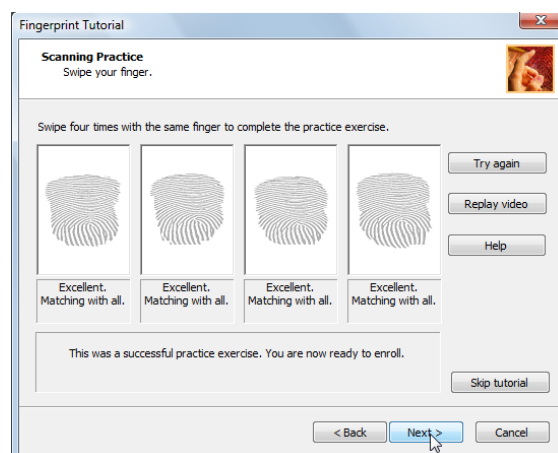 Fingerprint Tutorial
Scanning Practice
Swipe your finger.
Swipe four times with the same finger to complete the practice exercise.
Try again
Replay video
Help
Excellent.
Matching with all.
Excellent.
Matching with all.
Excellent.
Matching with all.
Excellent.
Matching with all.
This was a successful practice exercise. You are now ready to enroll.
Skip tutorial
< Back
Next >
Cancel